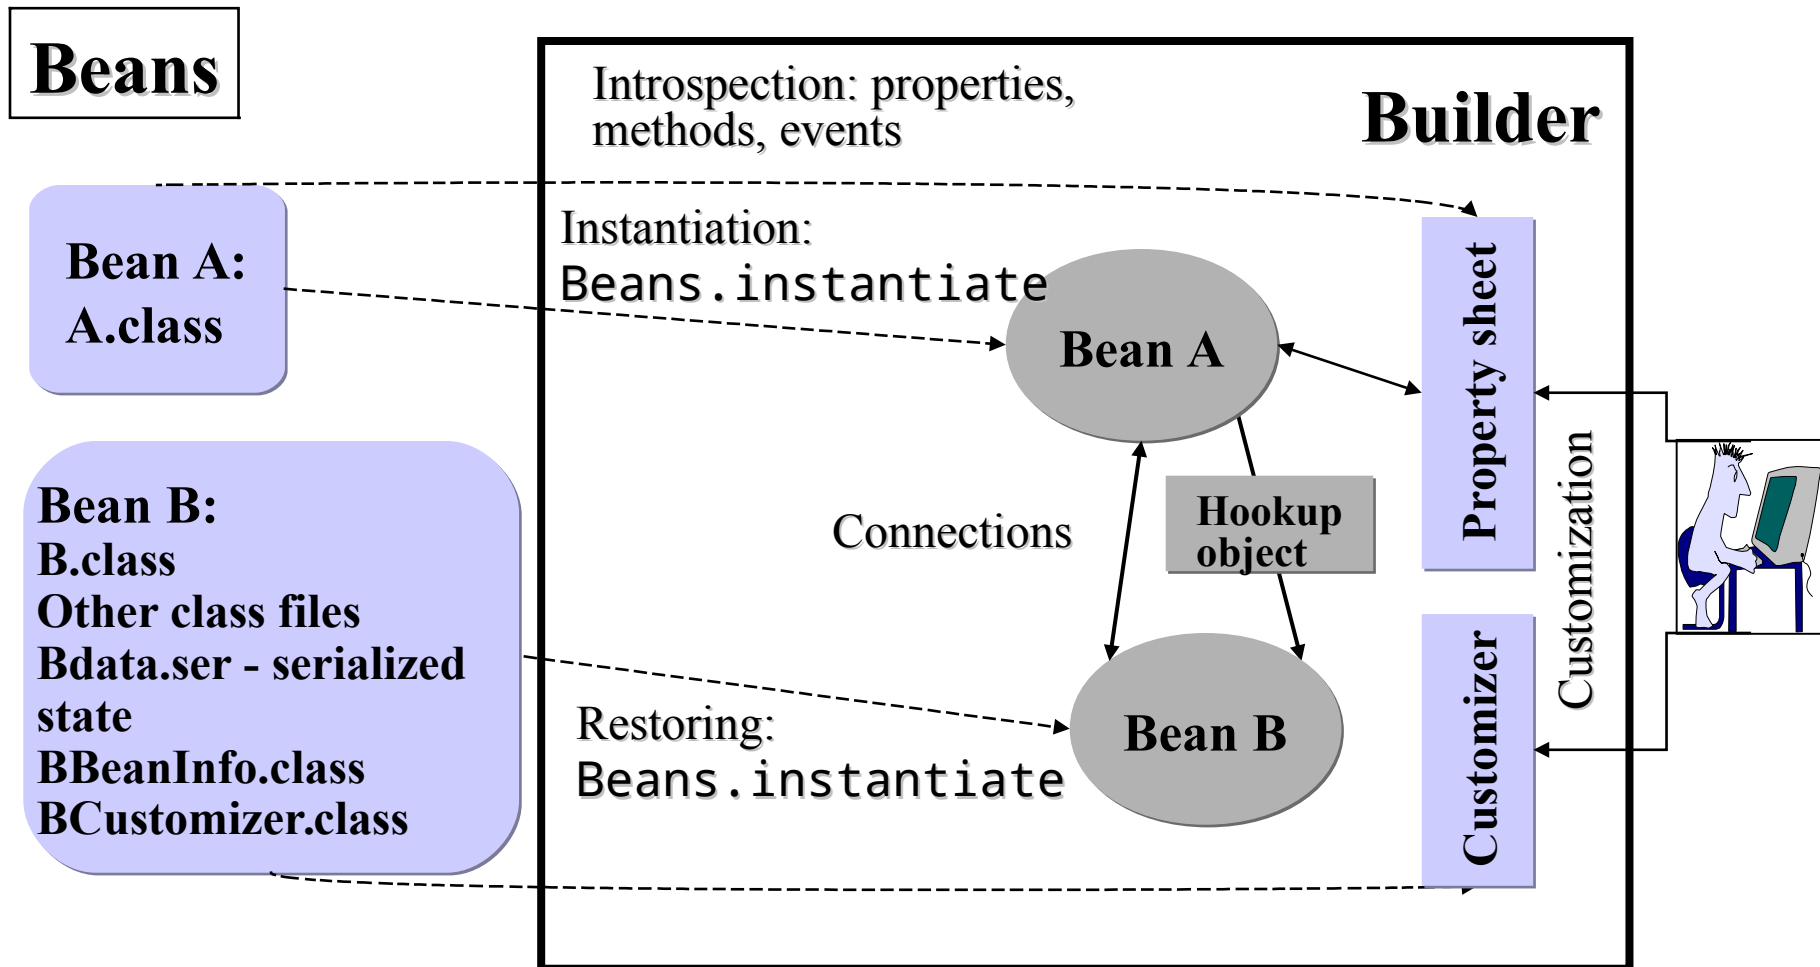 Beans
Introspection: properties,
methods, events
Builder
Bean A:
A.class
Instantiation:
Beans.instantiate
Bean A
Property sheet
Connections
Hookup
object
Customization
Bean B:
B.class
Other class files
Bdata.ser - serialized
state
BBeanInfo.class
BCustomizer.class
Restoring:
Beans.instantiate
Bean B
Customizer